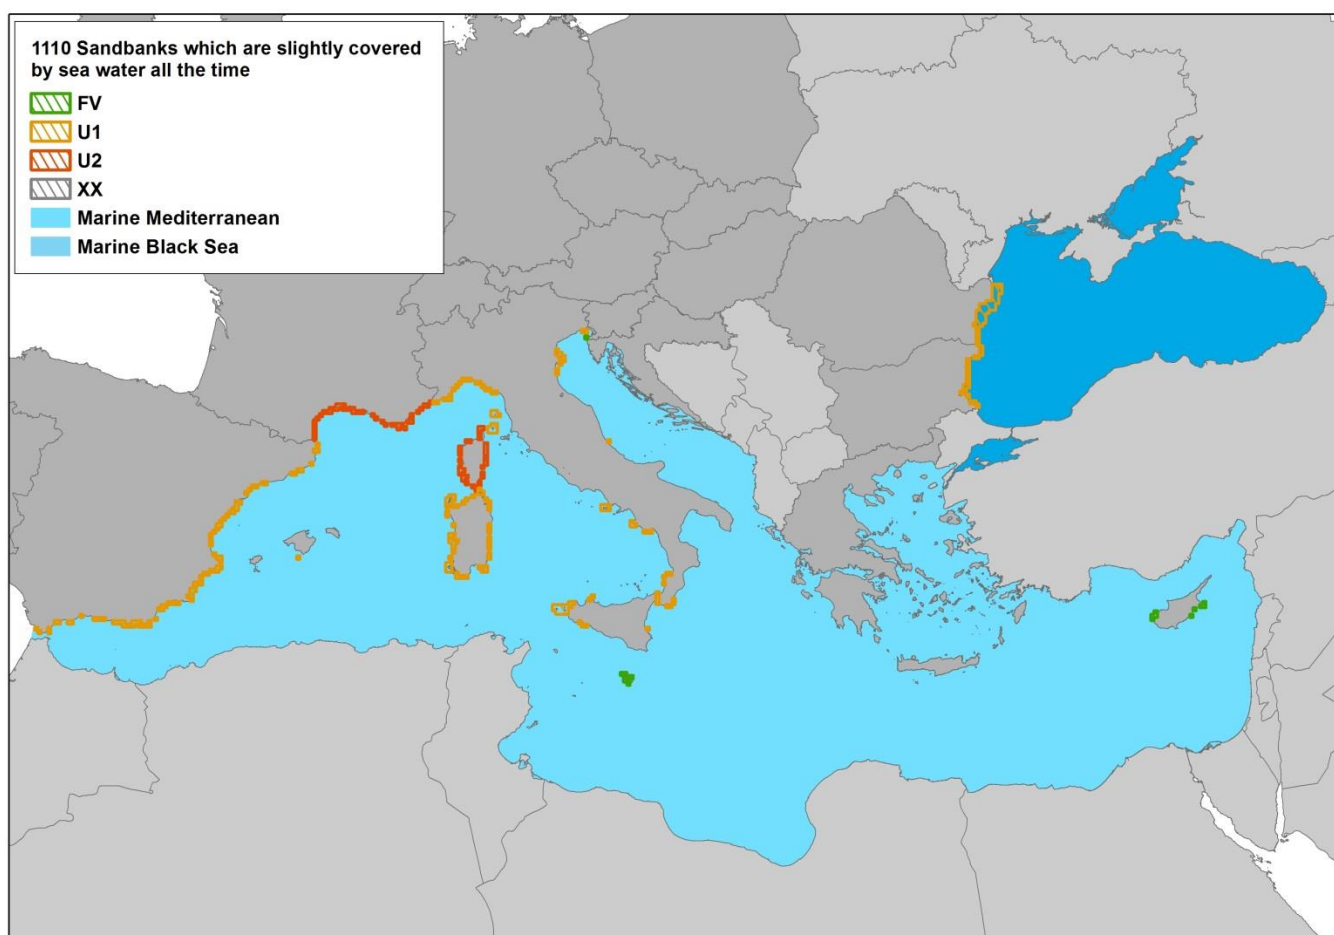 1110 Sandbanks which are slightly covered
by sea water all the time
FV
U1
U2
XX
Marine Mediterranean
Marine Black Sea